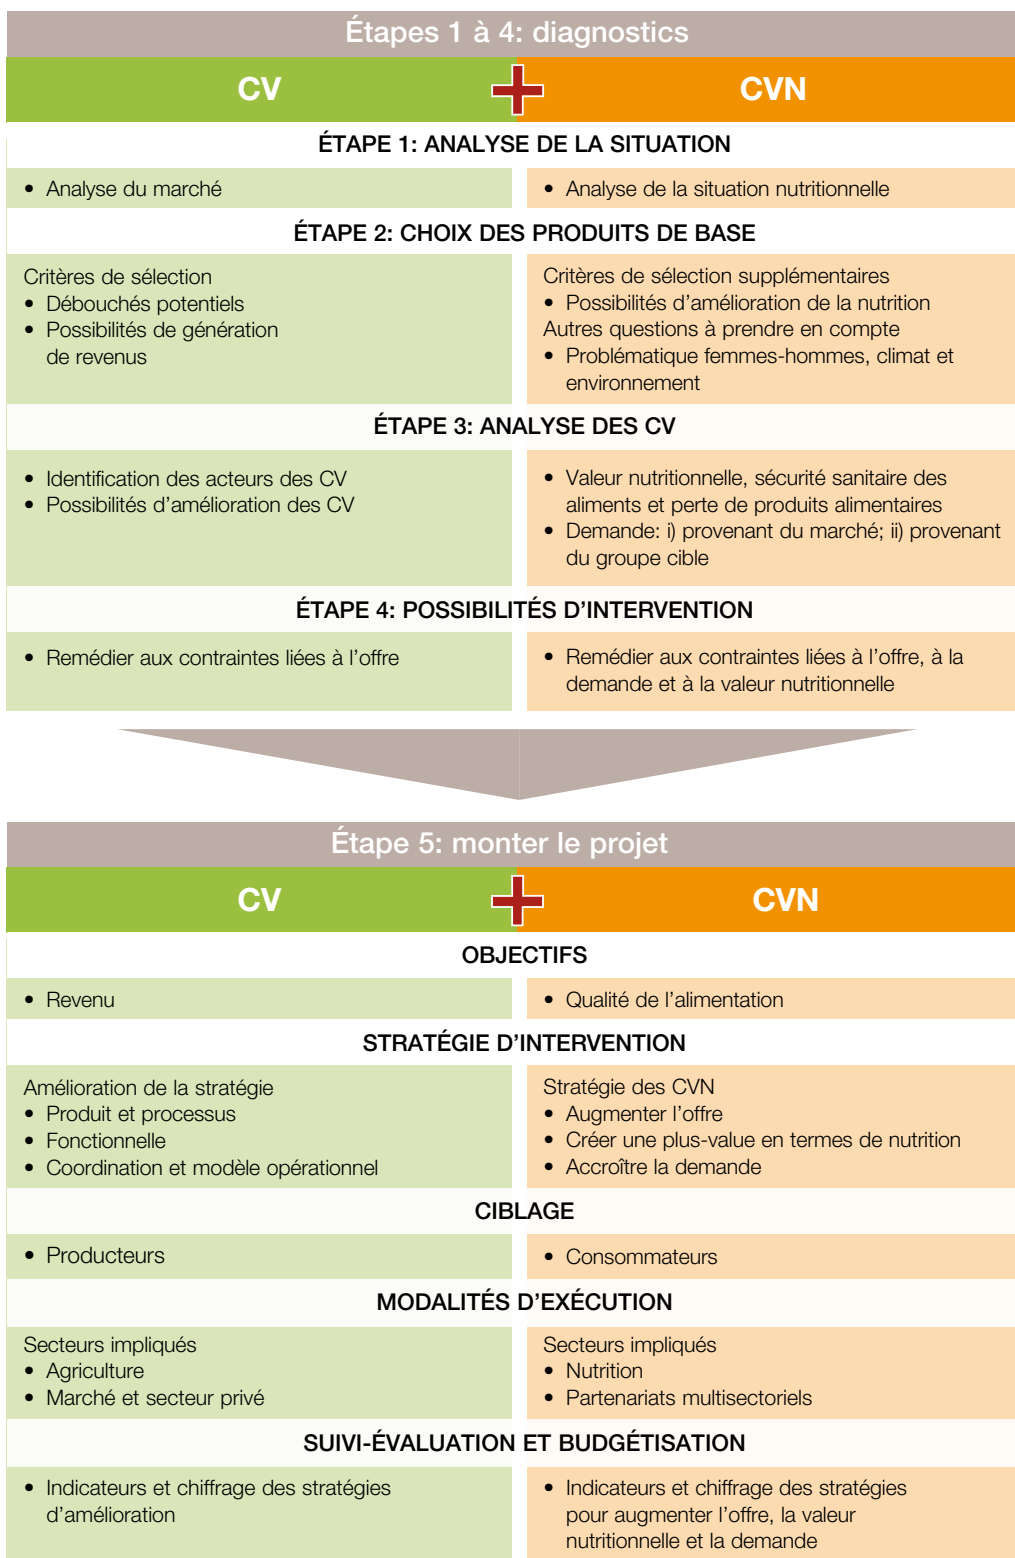 Étapes 1 à 4: diagnostics
CV
CVN
ÉTAPE 1: ANALYSE DE LA SITUATION
• Analyse du marché
• Analyse de la situation nutritionnelle
ÉTAPE 2: CHOIX DES PRODUITS DE BASE
Critères de sélection
• Débouchés potentiels
• Possibilités de génération
de revenus
Critères de sélection supplémentaires
• Possibilités d’amélioration de la nutrition
Autres questions à prendre en compte
• Problématique femmes-hommes, climat et
environnement
ÉTAPE 3: ANALYSE DES CV
• Identification des acteurs des CV
• Possibilités d’amélioration des CV
• Valeur nutritionnelle, sécurité sanitaire des
aliments et perte de produits alimentaires
• Demande: i) provenant du marché; ii) provenant
du groupe cible
ÉTAPE 4: POSSIBILITÉS D’INTERVENTION
• Remédier aux contraintes liées à l’offre
• Remédier aux contraintes liées à l’offre, à la
demande et à la valeur nutritionnelle
Étape 5: monter le projet
CV
CVN
OBJECTIFS
• Revenu
• Qualité de l’alimentation
STRATÉGIE D’INTERVENTION
Amélioration de la stratégie
• Produit et processus
• Fonctionnelle
• Coordination et modèle opérationnel
Stratégie des CVN
• Augmenter l’offre
• Créer une plus-value en termes de nutrition
• Accroître la demande
CIBLAGE
• Producteurs
• Consommateurs
MODALITÉS D’EXÉCUTION
Secteurs impliqués
• Agriculture
• Marché et secteur privé
Secteurs impliqués
• Nutrition
• Partenariats multisectoriels
SUIVI-ÉVALUATION ET BUDGÉTISATION
• Indicateurs et chiffrage des stratégies
d’amélioration
• Indicateurs et chiffrage des stratégies
pour augmenter l’offre, la valeur
nutritionnelle et la demande